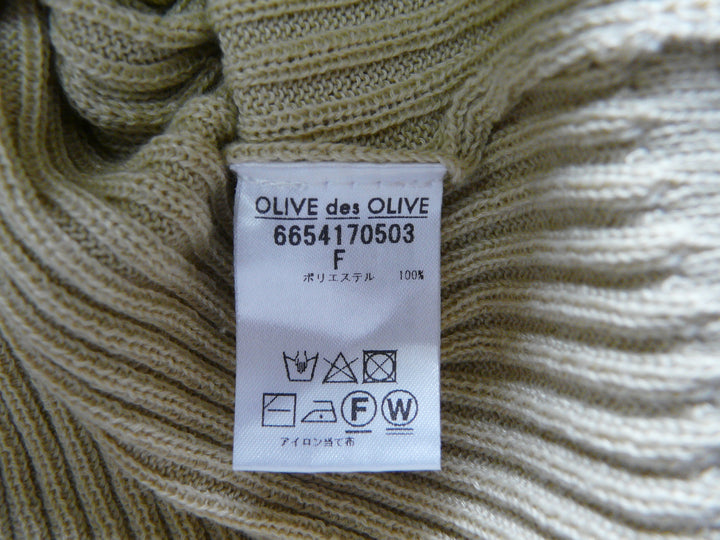 OLIVE des OLIVE
6654170503
F
ポリエステル 100%
F W
アイロン当て布